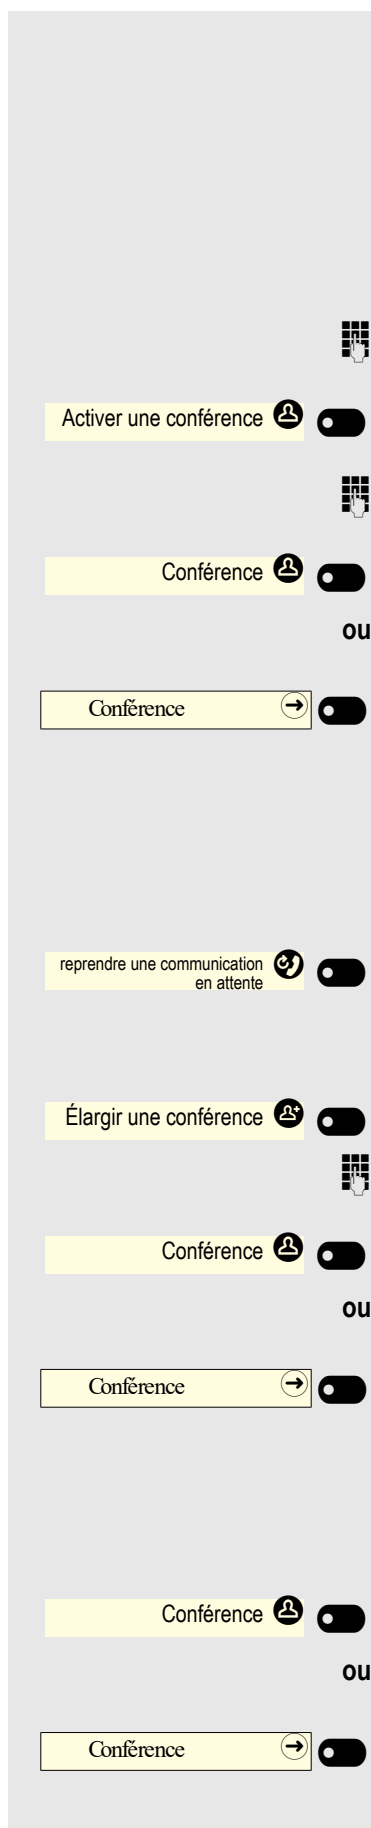 Activer une conférence
Conférence
ou
Conférence
reprendre une communication
en attente
Élargir une conférence
Conférence
ou
Conférence
Conférence
ou
Conférence